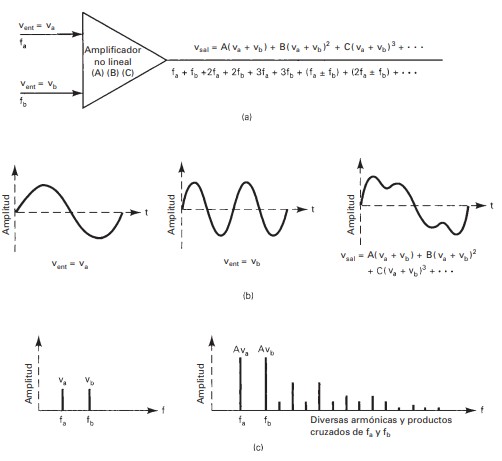 v_ent = v_a
f_a
v_ent = v_b
f_b
Amplificador
no lineal
(A) (B) (C)
v_sal = A(v_a + v_b) + B(v_a + v_b)² + C(v_a + v_b)³ + · · ·
f_a + f_b +2f_a + 2f_b + 3f_a + 3f_b + (f_a ± f_b) + (2f_a ± f_b) + · · ·
(a)
Amplitud
t
v_ent = v_a
Amplitud
t
v_ent = v_b
Amplitud
t
v_sal = A(v_a + v_b) + B(v_a + v_b)²
+ C(v_a + v_b)³ + · · ·
(b)
Amplitud
v_a v_b
f_a f_b
f
Amplitud
Av_a Av_b
f_a f_b
f
Diversas armónicas y productos
cruzados de f_a y f_b
(c)